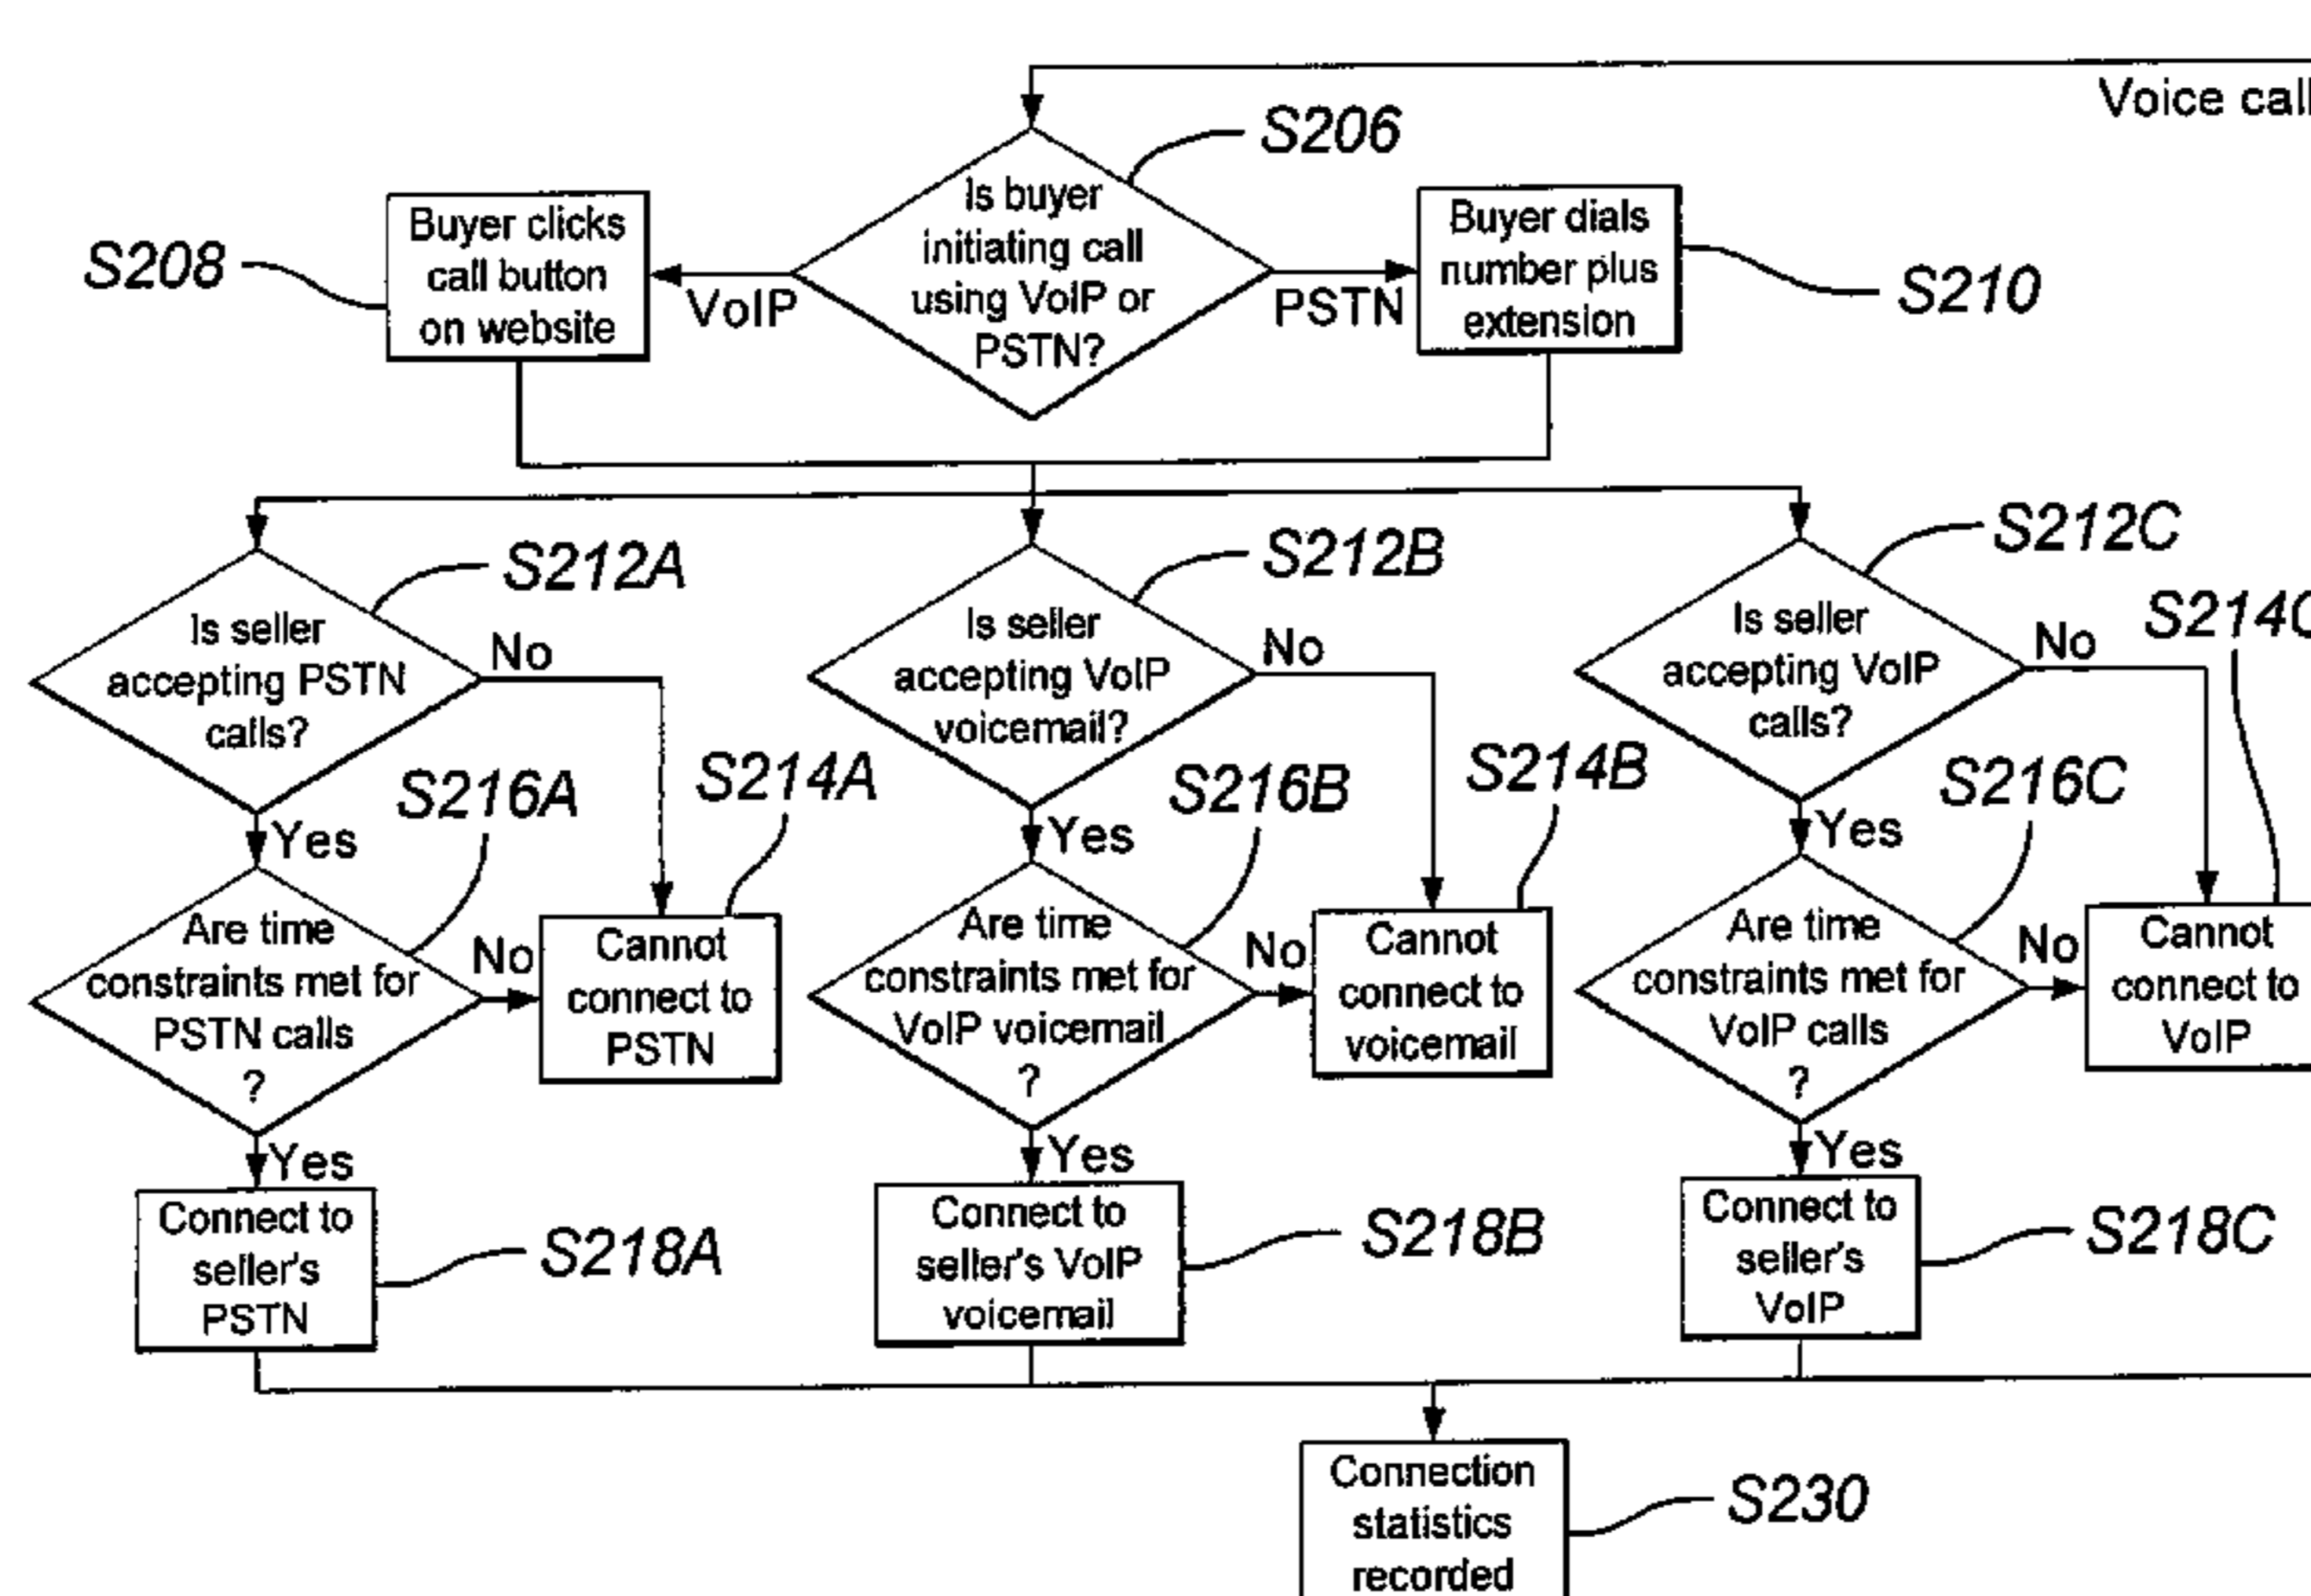 Voice call
S206
Is buyer
initiating call
using VoIP or
PSTN?
Buyer clicks
call button
on website
S208
VoIP
PSTN
Buyer dials
number plus
extension
S210
S212A
Is seller
accepting PSTN
calls?
No
S212B
Is seller
accepting VoIP
voicemail?
No
S212C
Is seller
accepting VoIP
calls?
No
S214C
S216A
Yes
S214A
S216B
Yes
S214B
S216C
Yes
Are time
constraints met for
PSTN calls
?
No
Cannot
connect to
PSTN
Are time
constraints met for
VoIP voicemail
?
No
Cannot
connect to
voicemail
Are time
constraints met for
VoIP calls
?
No
Cannot
connect to
VoIP
Yes
Connect to
seller's
PSTN
S218A
Yes
Connect to
seller's VoIP
voicemail
S218B
Yes
Connect to
seller's
VoIP
S218C
Connection
statistics
recorded
S230